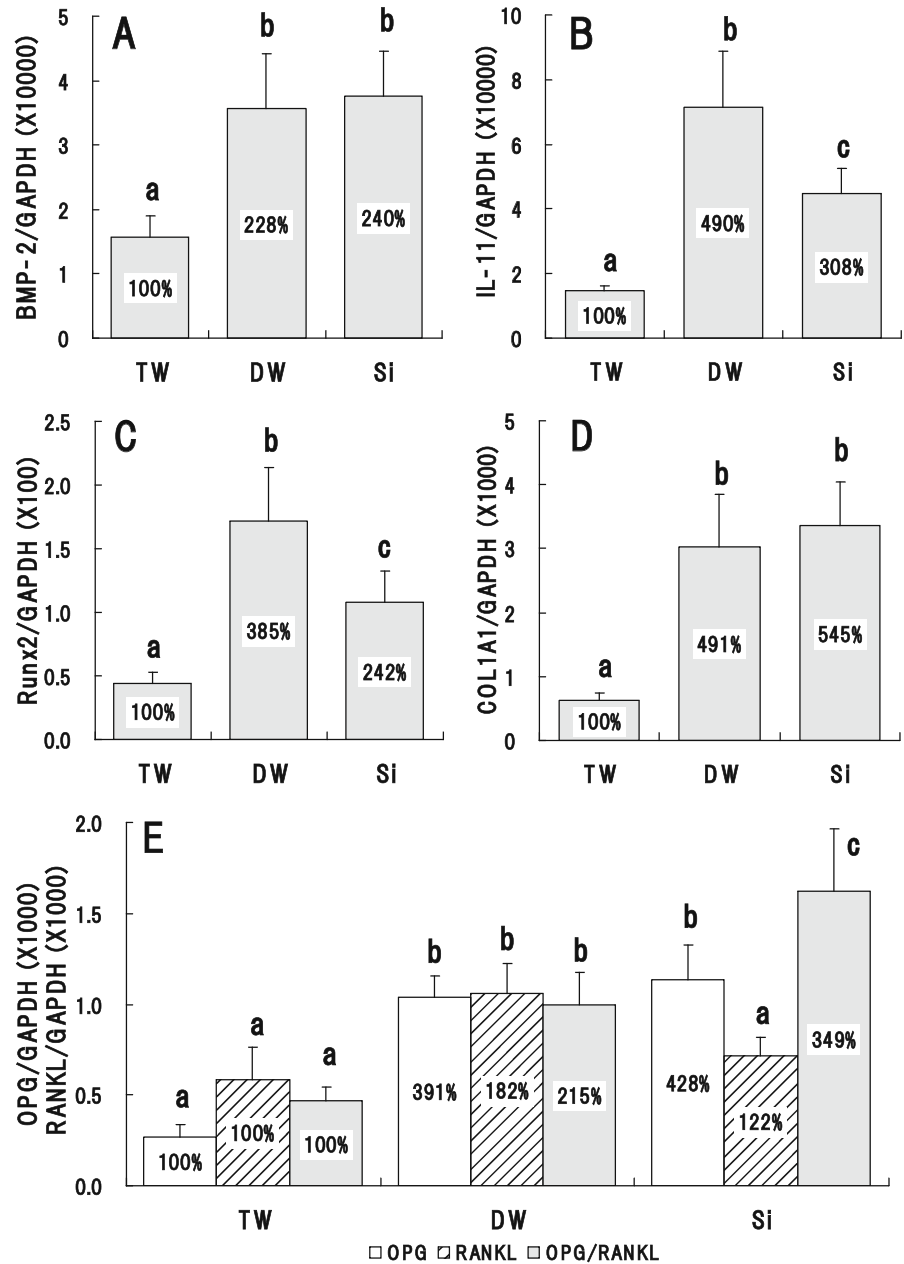 A
BMP-2/GAPDH (X10000)
5
4
3
2
1
0
a
b
b
100%
228%
240%
TW DW Si
B
IL-11/GAPDH (X10000)
10
8
6
4
2
0
a
b
c
100%
490%
308%
TW DW Si
C
Runx2/GAPDH (X100)
2.5
2.0
1.5
1.0
0.5
0.0
a
b
c
100%
385%
242%
TW DW Si
D
COL1A1/GAPDH (X1000)
5
4
3
2
1
0
a
b
b
100%
491%
545%
TW DW Si
E
OPG/GAPDH (X1000)
RANKL/GAPDH (X1000)
2.0
1.5
1.0
0.5
0.0
a
a
a
b
b
b
b
a
c
100%
100%
100%
391%
182%
215%
428%
122%
349%
TW DW Si
OPG RANKL OPG/RANKL